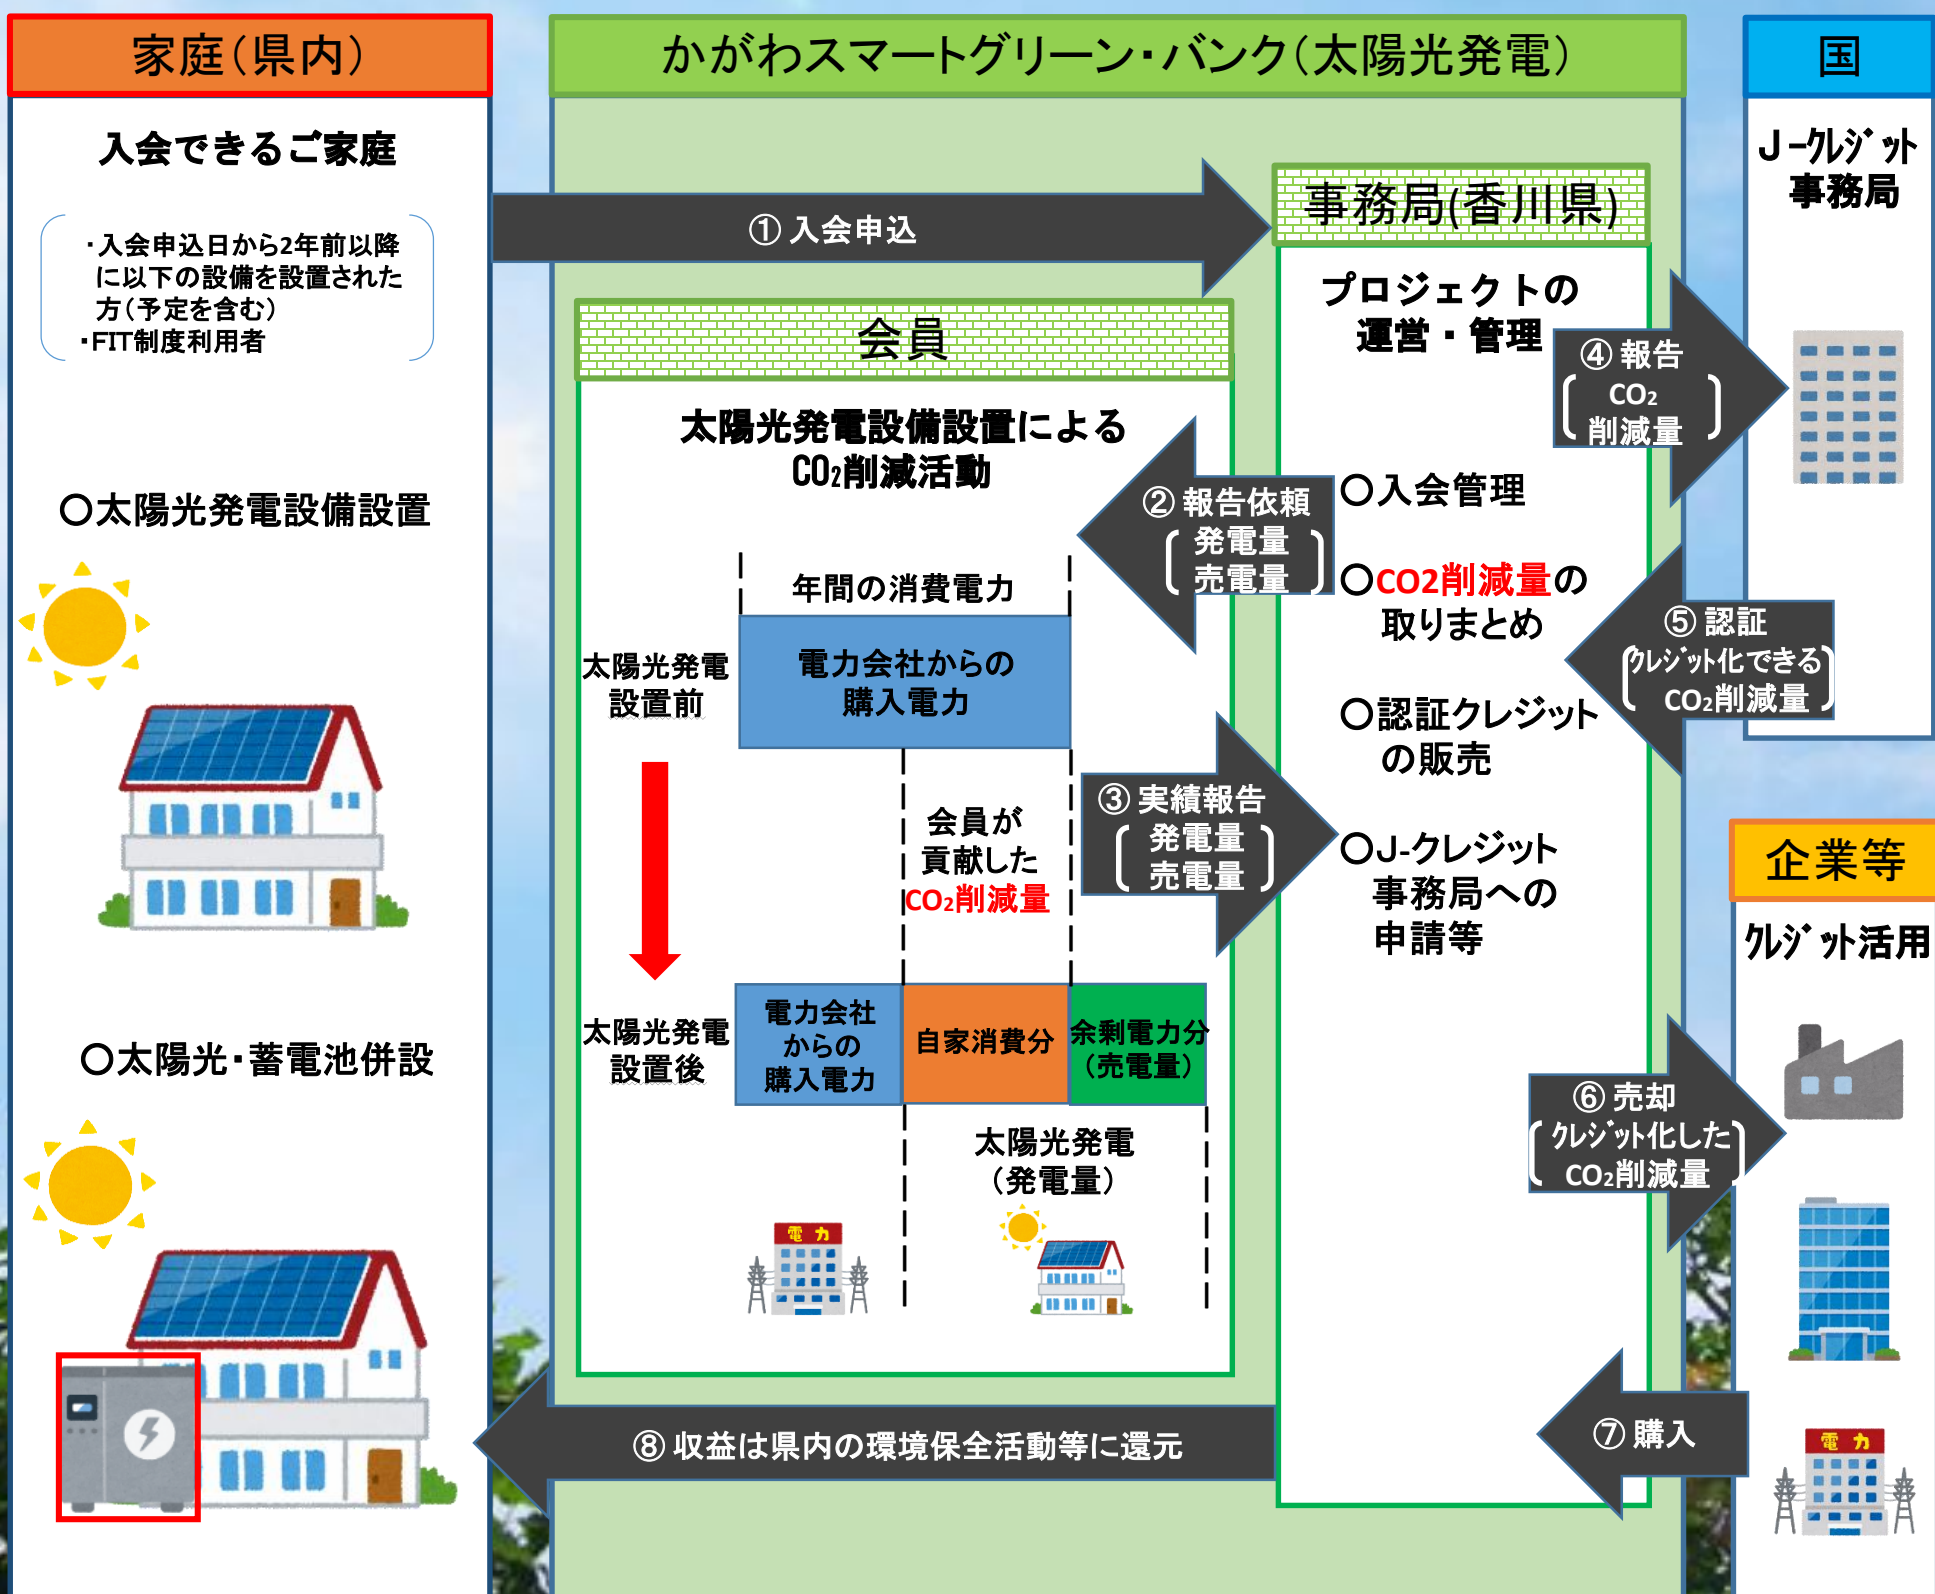 家庭（県内）
入会できるご家庭
・入会申込日から2年前以降
に以下の設備を設置された
方（予定を含む）
・FIT制度利用者
〇太陽光発電設備設置
〇太陽光・蓄電池併設
かがわスマートグリーン・バンク（太陽光発電）
① 入会申込
会員
太陽光発電設備設置による
CO₂削減活動
年間の消費電力
太陽光発電
設置前
電力会社からの
購入電力
会員が
貢献した
CO₂削減量
太陽光発電
設置後
電力会社
からの
購入電力
自家消費分
余剰電力分
（売電量）
太陽光発電
（発電量）
電力
② 報告依頼
発電量
売電量
③ 実績報告
発電量
売電量
事務局(香川県)
プロジェクトの
運営・管理
〇入会管理
〇CO2削減量の
取りまとめ
〇認証クレジット
の販売
〇J-クレジット
事務局への
申請等
④ 報告
CO₂
削減量
⑤ 認証
ｸﾚｼﾞｯﾄ化できる
CO₂削減量
⑥ 売却
ｸﾚｼﾞｯﾄ化した
CO₂削減量
⑦ 購入
⑧ 収益は県内の環境保全活動等に還元
国
J-ｸﾚｼﾞｯﾄ
事務局
企業等
ｸﾚｼﾞｯﾄ活用
電力